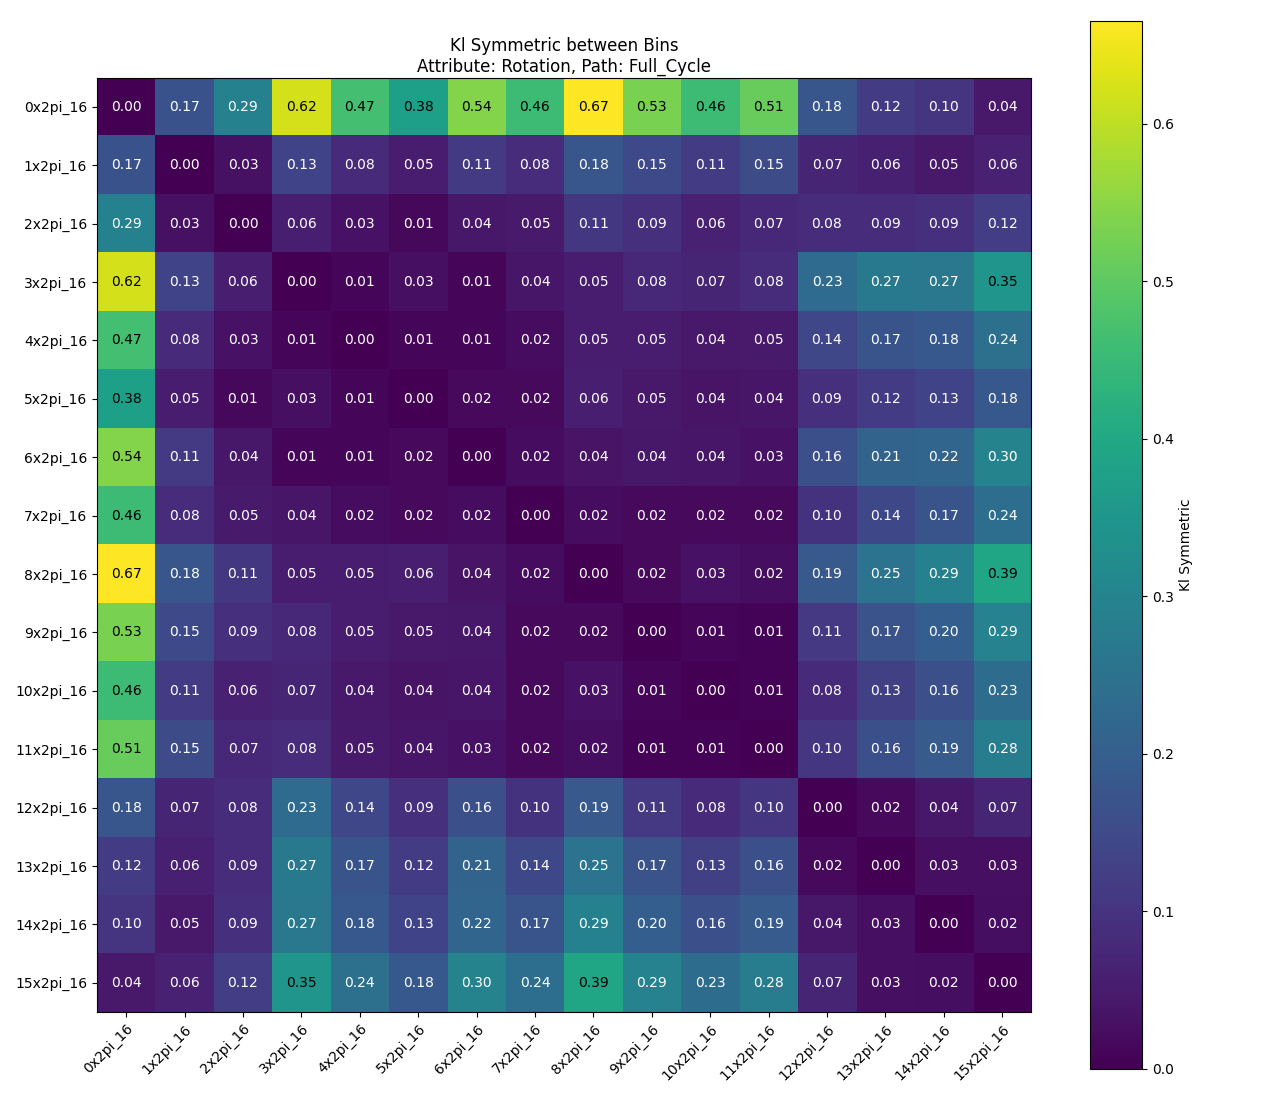 Kl Symmetric between Bins
Attribute: Rotation, Path: Full_Cycle
0x2pi_16 0.00 0.17 0.29 0.62 0.47 0.38 0.54 0.46 0.67 0.53 0.46 0.51 0.18 0.12 0.10 0.04
1x2pi_16 0.17 0.00 0.03 0.13 0.08 0.05 0.11 0.08 0.18 0.15 0.11 0.15 0.07 0.06 0.05 0.06
2x2pi_16 0.29 0.03 0.00 0.06 0.03 0.01 0.04 0.05 0.11 0.09 0.06 0.07 0.08 0.09 0.09 0.12
3x2pi_16 0.62 0.13 0.06 0.00 0.01 0.03 0.01 0.04 0.05 0.08 0.07 0.08 0.23 0.27 0.27 0.35
4x2pi_16 0.47 0.08 0.03 0.01 0.00 0.01 0.01 0.02 0.05 0.05 0.04 0.05 0.14 0.17 0.18 0.24
5x2pi_16 0.38 0.05 0.01 0.03 0.01 0.00 0.02 0.02 0.06 0.05 0.04 0.04 0.09 0.12 0.13 0.18
6x2pi_16 0.54 0.11 0.04 0.01 0.01 0.02 0.00 0.02 0.04 0.04 0.04 0.03 0.16 0.21 0.22 0.30
7x2pi_16 0.46 0.08 0.05 0.04 0.02 0.02 0.02 0.00 0.02 0.02 0.02 0.02 0.10 0.14 0.17 0.24
8x2pi_16 0.67 0.18 0.11 0.05 0.05 0.06 0.04 0.02 0.00 0.02 0.03 0.02 0.19 0.25 0.29 0.39
9x2pi_16 0.53 0.15 0.09 0.08 0.05 0.05 0.04 0.02 0.02 0.00 0.01 0.01 0.11 0.17 0.20 0.29
10x2pi_16 0.46 0.11 0.06 0.07 0.04 0.04 0.04 0.02 0.03 0.01 0.00 0.01 0.08 0.13 0.16 0.23
11x2pi_16 0.51 0.15 0.07 0.08 0.05 0.04 0.03 0.02 0.02 0.01 0.01 0.00 0.10 0.16 0.19 0.28
12x2pi_16 0.18 0.07 0.08 0.23 0.14 0.09 0.16 0.10 0.19 0.11 0.08 0.10 0.00 0.02 0.04 0.07
13x2pi_16 0.12 0.06 0.09 0.27 0.17 0.12 0.21 0.14 0.25 0.17 0.13 0.16 0.02 0.00 0.03 0.03
14x2pi_16 0.10 0.05 0.09 0.27 0.18 0.13 0.22 0.17 0.29 0.20 0.16 0.19 0.04 0.03 0.00 0.02
15x2pi_16 0.04 0.06 0.12 0.35 0.24 0.18 0.30 0.24 0.39 0.29 0.23 0.28 0.07 0.03 0.02 0.00
0x2pi_16 1x2pi_16 2x2pi_16 3x2pi_16 4x2pi_16 5x2pi_16 6x2pi_16 7x2pi_16 8x2pi_16 9x2pi_16 10x2pi_16 11x2pi_16 12x2pi_16 13x2pi_16 14x2pi_16 15x2pi_16
0.6
0.5
0.4
0.3
0.2
0.1
0.0
Kl Symmetric